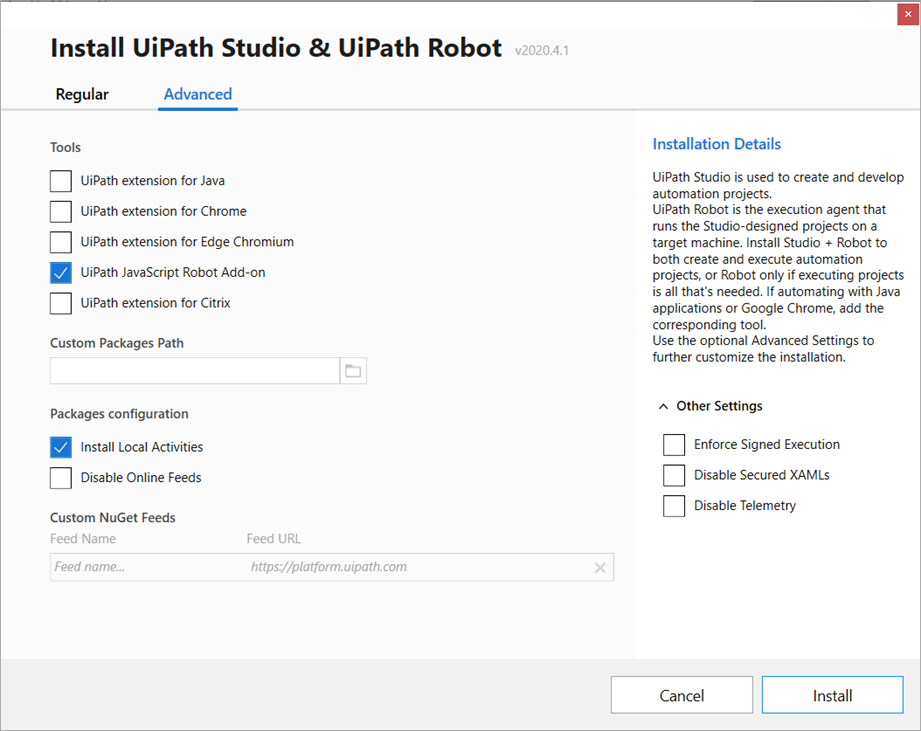 Install UiPath Studio & UiPath Robot v2020.4.1
Regular Advanced
Tools
UiPath extension for Java
UiPath extension for Chrome
UiPath extension for Edge Chromium
UiPath JavaScript Robot Add-on
UiPath extension for Citrix
Custom Packages Path
Packages configuration
Install Local Activities
Disable Online Feeds
Custom NuGet Feeds
Feed Name Feed URL
Feed name... https://platform.uipath.com
Installation Details
UiPath Studio is used to create and develop
automation projects.
UiPath Robot is the execution agent that
runs the Studio-designed projects on a
target machine. Install Studio + Robot to
both create and execute automation
projects, or Robot only if executing projects
is all that's needed. If automating with Java
applications or Google Chrome, add the
corresponding tool.
Use the optional Advanced Settings to
further customize the installation.
Other Settings
Enforce Signed Execution
Disable Secured XAMLs
Disable Telemetry
Cancel Install